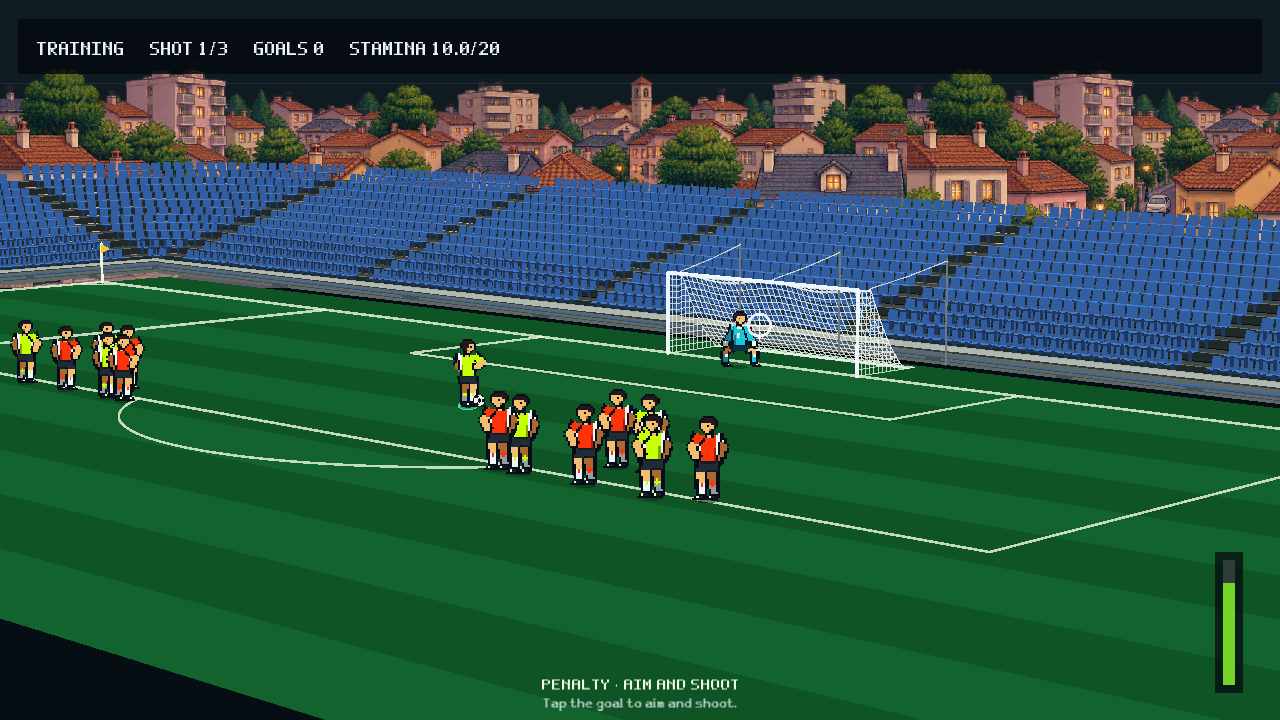 TRAINING SHOT 1/3 GOALS 0 STAMINA 10.0/20
PENALTY · AIM AND SHOOT
Tap the goal to aim and shoot.